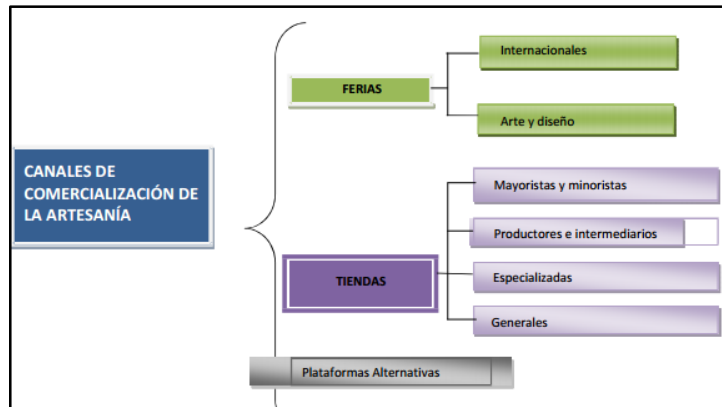 CANALES DE
COMERCIALIZACIÓN DE
LA ARTESANÍA
FERIAS
Internacionales
Arte y diseño
TIENDAS
Mayoristas y minoristas
Productores e intermediarios
Especializadas
Generales
Plataformas Alternativas